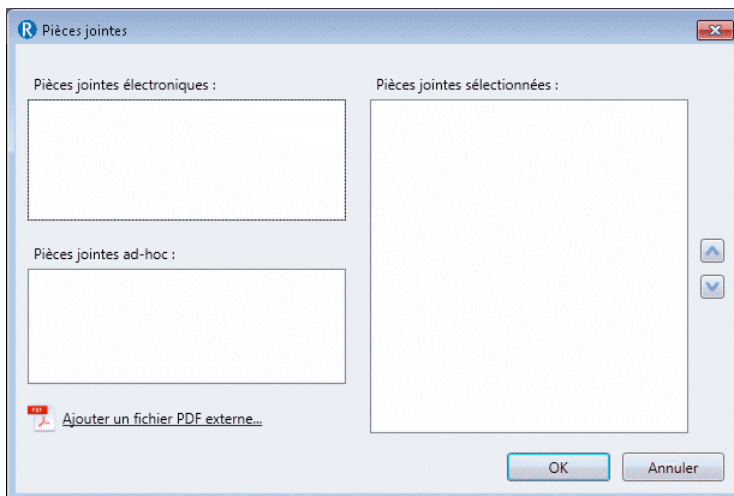 Pièces jointes
Pièces jointes électroniques :
Pièces jointes sélectionnées :
Pièces jointes ad-hoc :
PDF
Ajouter un fichier PDF externe...
OK
Annuler